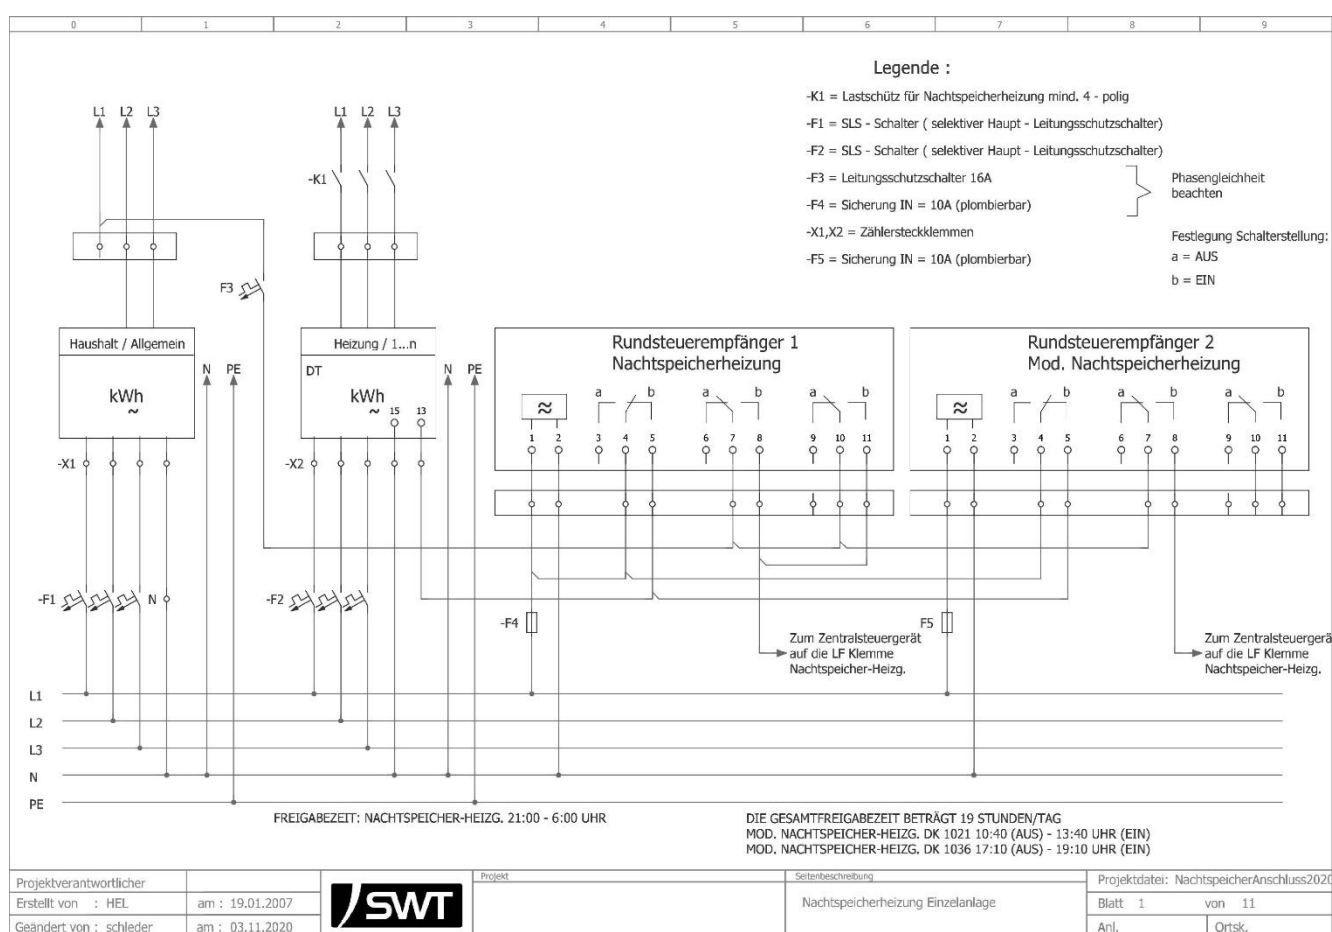 0 1 2 3 4 5 6 7 8 9
Legende :
-K1 = Lastschütz für Nachtspeicherheizung mind. 4 - polig
-F1 = SLS - Schalter ( selektiver Haupt - Leitungsschutzschalter)
-F2 = SLS - Schalter ( selektiver Haupt - Leitungsschutzschalter)
-F3 = Leitungsschutzschalter 16A
-F4 = Sicherung IN = 10A (plombierbar)
Phasengleichheit
beachten
-X1,X2 = Zählersteckklemmen
-F5 = Sicherung IN = 10A (plombierbar)
Festlegung Schalterstellung:
a = AUS
b = EIN
L1 L2 L3
L1 L2 L3
-K1
F3
Haushalt / Allgemein
kWh
~
N PE
Heizung / 1...n
DT
kWh
~
15 13
N PE
Rundsteuerempfänger 1
Nachtspeicherheizung
a b a b a b
≈
1 2 3 4 5 6 7 8 9 10 11
Rundsteuerempfänger 2
Mod. Nachtspeicherheizung
a b a b a b
≈
1 2 3 4 5 6 7 8 9 10 11
-X1
-X2
-F1
N
-F2
-F4
F5
Zum Zentralsteuergerät
auf die LF Klemme
Nachtspeicher-Heizg.
Zum Zentralsteuergerä
auf die LF Klemme
Nachtspeicher-Heizg.
L1
L2
L3
N
PE
FREIGABEZEIT: NACHTSPEICHER-HEIZG. 21:00 - 6:00 UHR
DIE GESAMTFREIGABEZEIT BETRÄGT 19 STUNDEN/TAG
MOD. NACHTSPEICHER-HEIZG. DK 1021 10:40 (AUS) - 13:40 UHR (EIN)
MOD. NACHTSPEICHER-HEIZG. DK 1036 17:10 (AUS) - 19:10 UHR (EIN)
Projektverantwortlicher
Erstellt von : HEL am : 19.01.2007
Geändert von : schleder am : 03.11.2020
SWT
Projekt
Seitenbeschreibung
Nachtspeicherheizung Einzelanlage
Projektdatei: NachtspeicherAnschluss2020
Blatt 1 von 11
Anl. Ortsk.